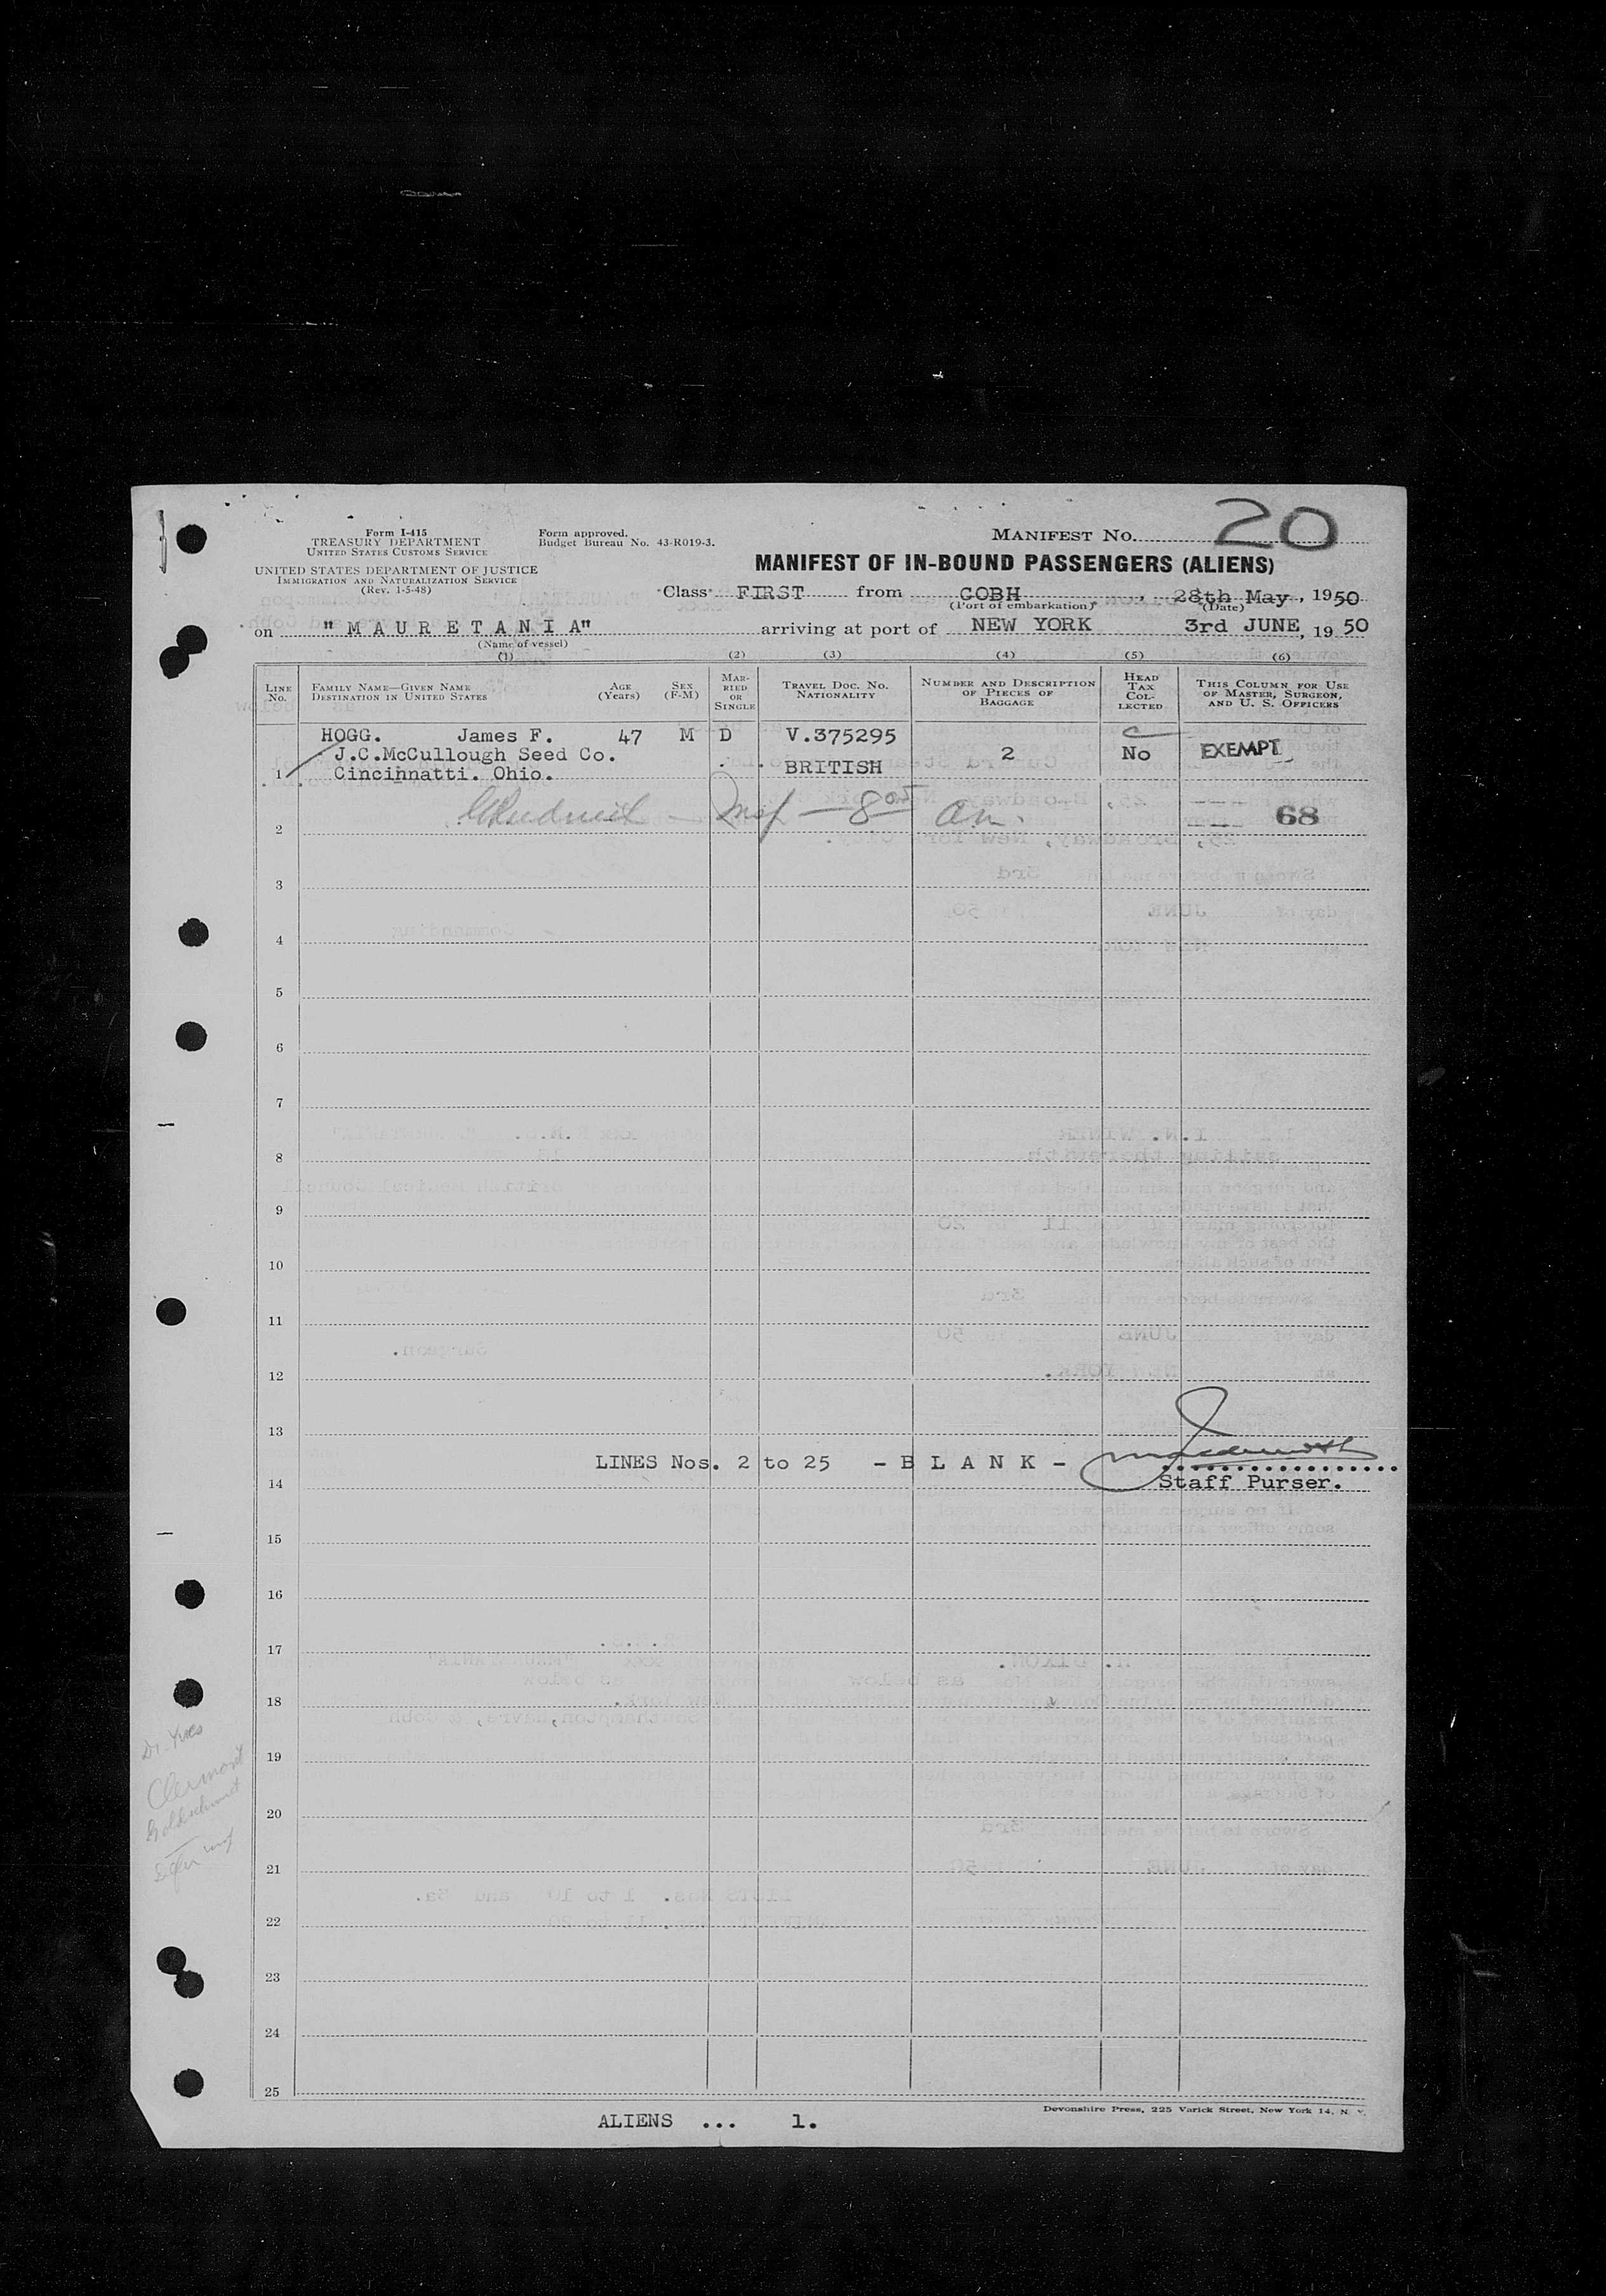 MANIFEST No. 20
Form I-415
TREASURY DEPARTMENT
UNITED STATES CUSTOMS SERVICE
Form approved.
Budget Bureau No. 43-R019-3.
UNITED STATES DEPARTMENT OF JUSTICE
IMMIGRATION AND NATURALIZATION SERVICE
(Rev. 1-5-48)
MANIFEST OF IN-BOUND PASSENGERS (ALIENS)
Class FIRST from COBH, 28th May, 1950
(Port of embarkation) (Date)
on "MAURETANIA" arriving at port of NEW YORK 3rd JUNE, 1950
(Name of vessel)
(1) (2) (3) (4) (5) (6)
LINE No. FAMILY NAME—GIVEN NAME DESTINATION IN UNITED STATES AGE (Years) SEX (F-M) MARRIED OR SINGLE TRAVEL DOC. No. NATIONALITY NUMBER AND DESCRIPTION OF PIECES OF BAGGAGE HEAD TAX COLLECTED THIS COLUMN FOR USE OF MASTER, SURGEON, AND U. S. OFFICERS
HOGG. James F. 47 M D V.375295
J.C.McCullough Seed Co. 2 No EXEMPT
1 Cincinnatti. Ohio. BRITISH
Insp — 8 05 am. 68
2
3
4
5
6
7
8
9
10
11
12
13
LINES Nos. 2 to 25 - B L A N K -
14 Staff Purser.
15
16
17
18
19
20
21
22
23
24
25
Dr. Yves
Clermont
Goldschmidt
Devonshire Press, 225 Varick Street, New York 14, N. Y.
ALIENS ... 1.